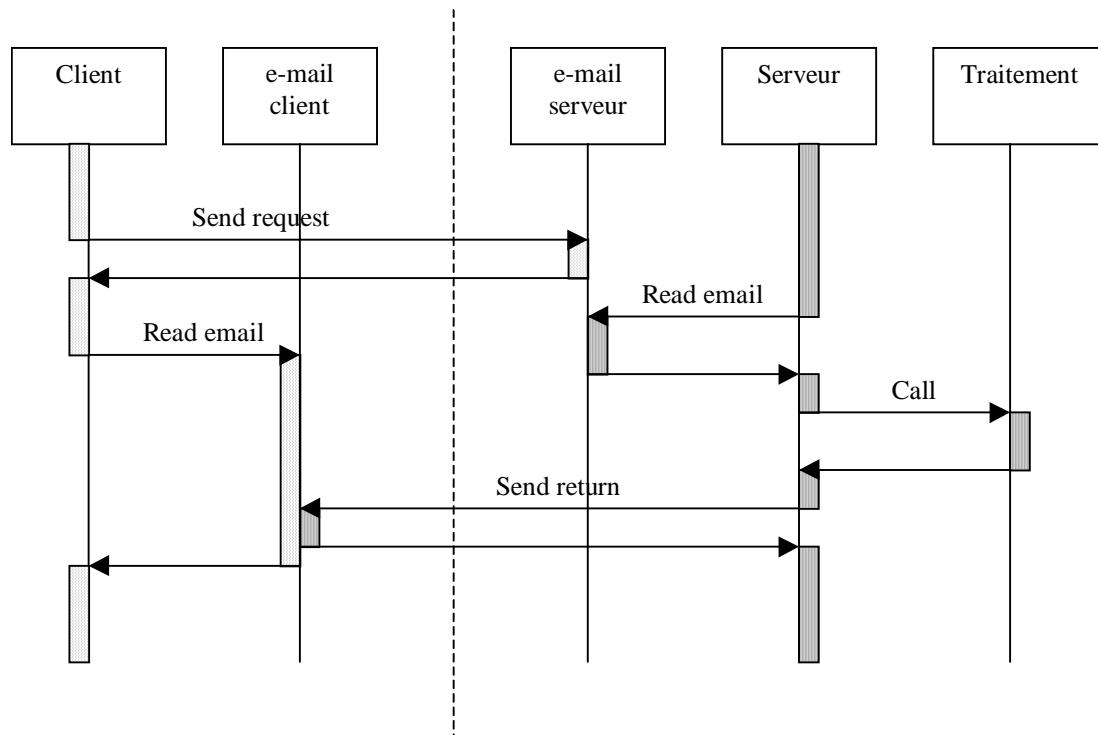 Client
e-mail
client
e-mail
serveur
Serveur
Traitement
Send request
Read email
Read email
Call
Send return